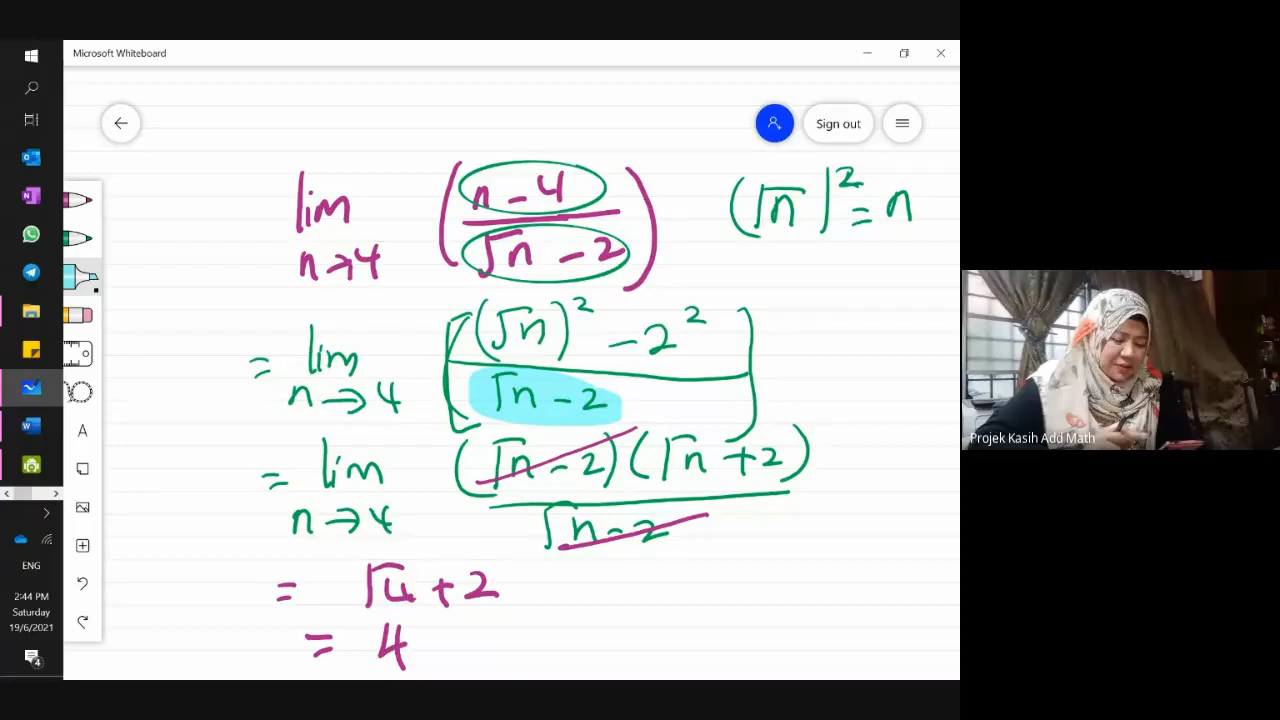 Microsoft Whiteboard
Sign out
lim n→4 ( n - 4 / √n - 2 ) (√n)² = n
= lim n→4 [ (√n)² - 2² / √n - 2 ]
= lim n→4 (√n - 2)(√n + 2) / √n - 2
= √4 + 2
= 4
Projek Kasih Add Math
A
ENG
2:44 PM
Saturday
19/6/2021
4